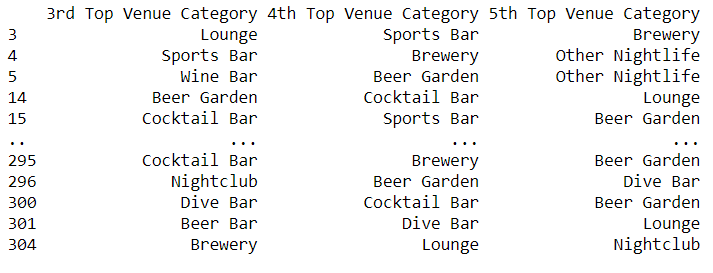 3rd Top Venue Category 4th Top Venue Category 5th Top Venue Category
3 Lounge Sports Bar Brewery
4 Sports Bar Brewery Other Nightlife
5 Wine Bar Beer Garden Other Nightlife
14 Beer Garden Cocktail Bar Lounge
15 Cocktail Bar Sports Bar Beer Garden
.. ... ... ...
295 Cocktail Bar Brewery Beer Garden
296 Nightclub Beer Garden Dive Bar
300 Dive Bar Cocktail Bar Beer Garden
301 Beer Bar Dive Bar Lounge
304 Brewery Lounge Nightclub